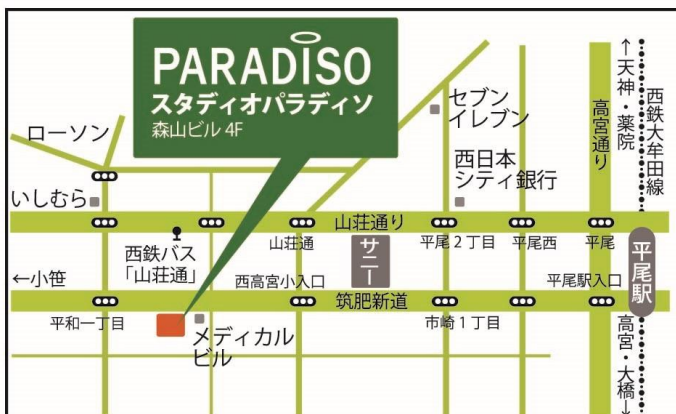 PARADISO
スタディオパラディソ
森山ビル 4F
ローソン
セブン
イレブン
西日本
シティ銀行
高宮通り
↑天神・薬院
西鉄大牟田線
いしむら
山荘通り
西鉄バス
「山荘通」
山荘通
サニー
平尾2丁目
平尾西
平尾
平尾駅
←小笹
西高宮小入口
平尾駅入口
筑肥新道
平和一丁目
メディカル
ビル
市崎1丁目
高宮・大橋↓